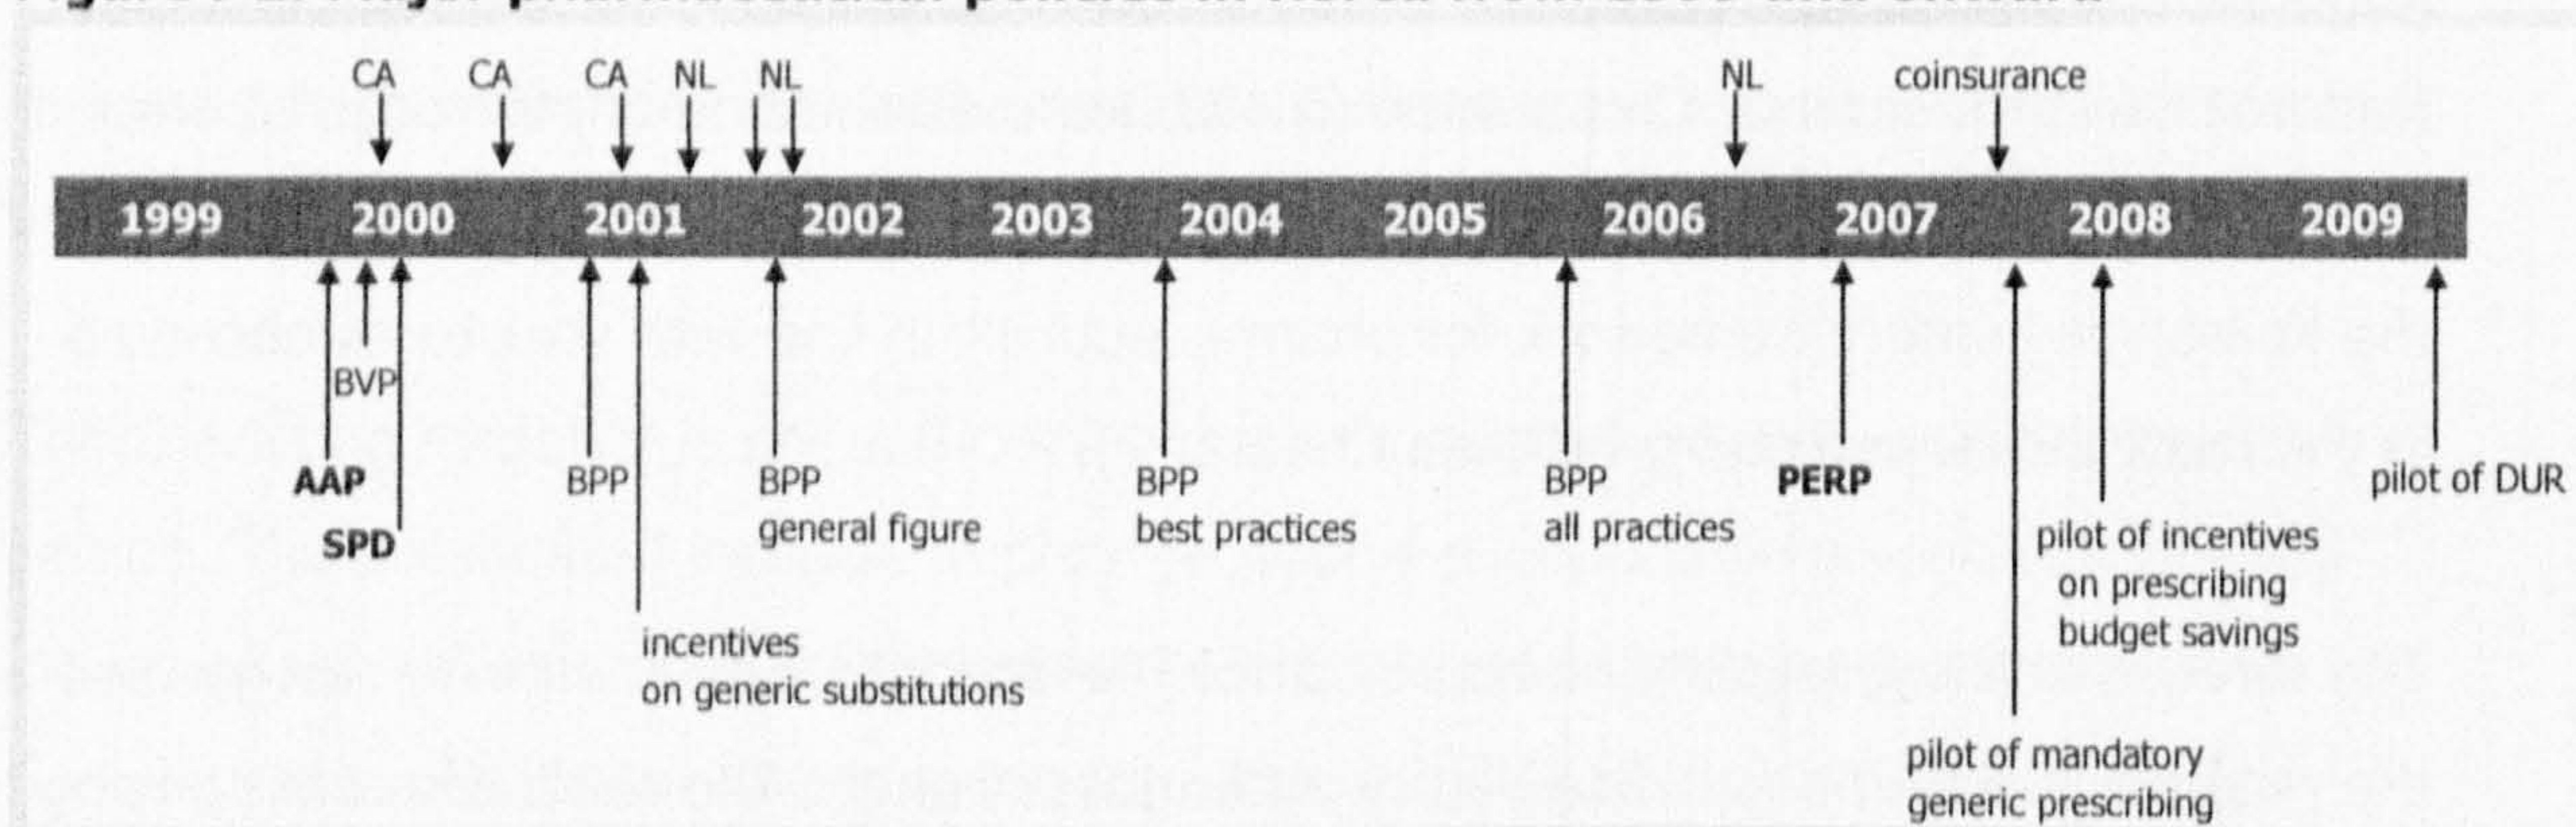 CA CA CA NL NL NL coinsurance
1999 2000 2001 2002 2003 2004 2005 2006 2007 2008 2009
BVP
AAP BPP BPP BPP BPP PERP pilot of DUR
general figure best practices all practices
SPD
pilot of incentives
on prescribing
budget savings
incentives
on generic substitutions
pilot of mandatory
generic prescribing